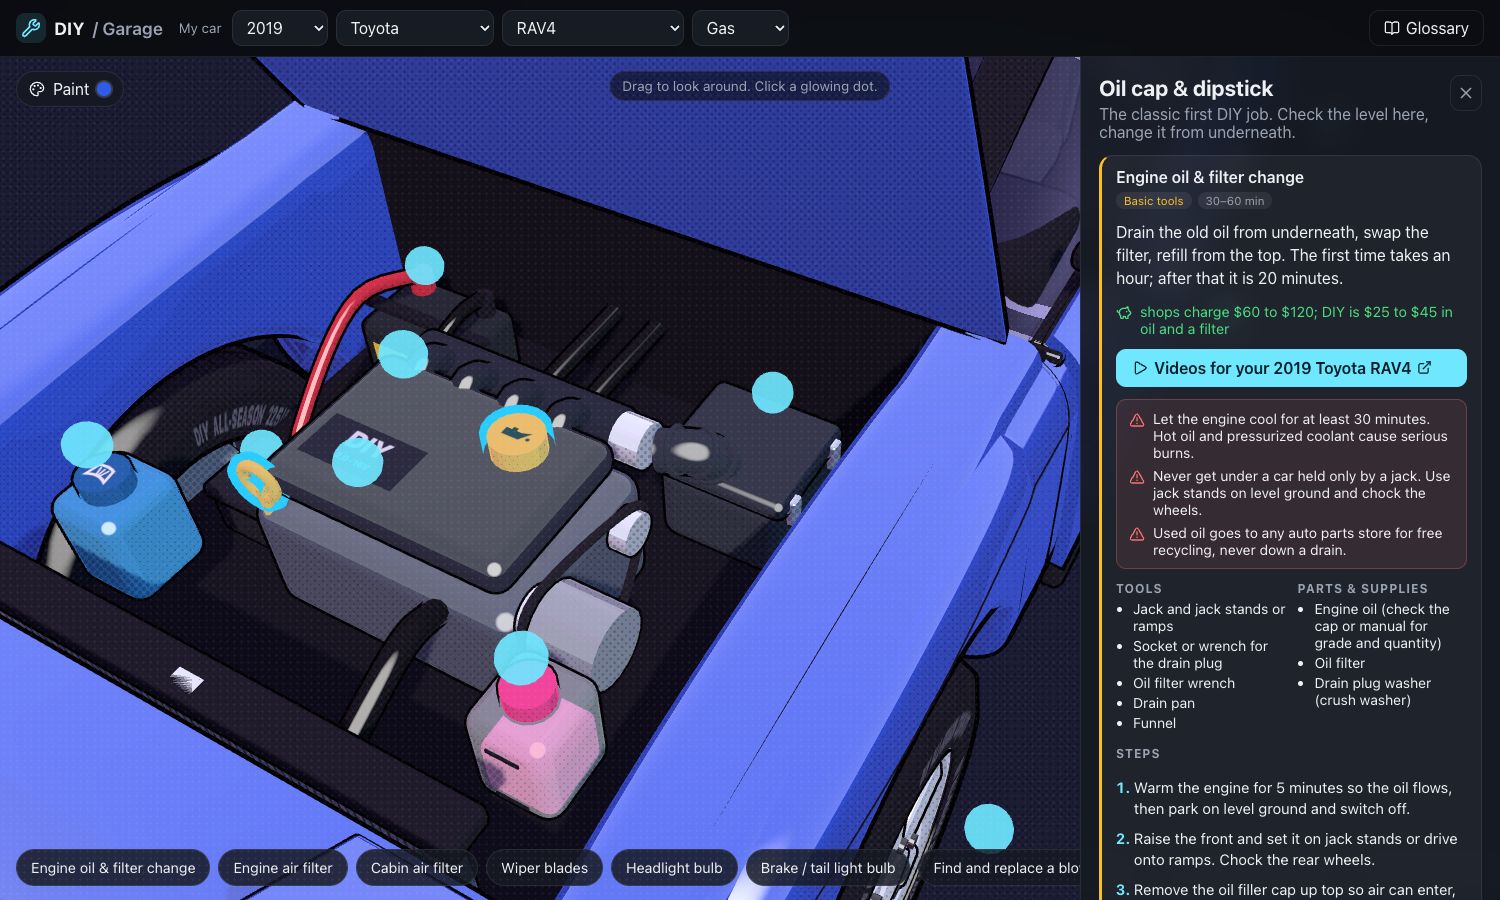 DIY / Garage
My car
2019
Toyota
RAV4
Gas
Glossary
Paint
Drag to look around. Click a glowing dot.
DIY ALL-SEASON 225/
DIY
Oil cap & dipstick
The classic first DIY job. Check the level here,
change it from underneath.
Engine oil & filter change
Basic tools
30–60 min
Drain the old oil from underneath, swap the
filter, refill from the top. The first time takes an
hour; after that it is 20 minutes.
shops charge $60 to $120; DIY is $25 to $45 in
oil and a filter
Videos for your 2019 Toyota RAV4
Let the engine cool for at least 30 minutes.
Hot oil and pressurized coolant cause serious
burns.
Never get under a car held only by a jack. Use
jack stands on level ground and chock the
wheels.
Used oil goes to any auto parts store for free
recycling, never down a drain.
TOOLS
Jack and jack stands or
ramps
Socket or wrench for
the drain plug
Oil filter wrench
Drain pan
Funnel
PARTS & SUPPLIES
Engine oil (check the
cap or manual for
grade and quantity)
Oil filter
Drain plug washer
(crush washer)
STEPS
1. Warm the engine for 5 minutes so the oil flows,
then park on level ground and switch off.
2. Raise the front and set it on jack stands or drive
onto ramps. Chock the rear wheels.
3. Remove the oil filler cap up top so air can enter,
Engine oil & filter change
Engine air filter
Cabin air filter
Wiper blades
Headlight bulb
Brake / tail light bulb
Find and replace a blo